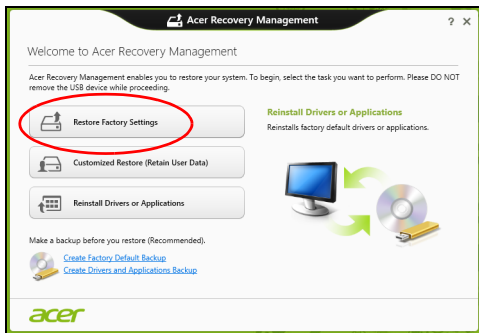 Acer Recovery Management
? X
Welcome to Acer Recovery Management
Acer Recovery Management enables you to restore your system. To begin, select the task you want to perform. Please DO NOT
remove the USB device while proceeding.
Restore Factory Settings
Customized Restore (Retain User Data)
Reinstall Drivers or Applications
Reinstall Drivers or Applications
Reinstalls factory default drivers or applications.
Make a backup before you restore (Recommended).
Create Factory Default Backup
Create Drivers and Applications Backup
acer